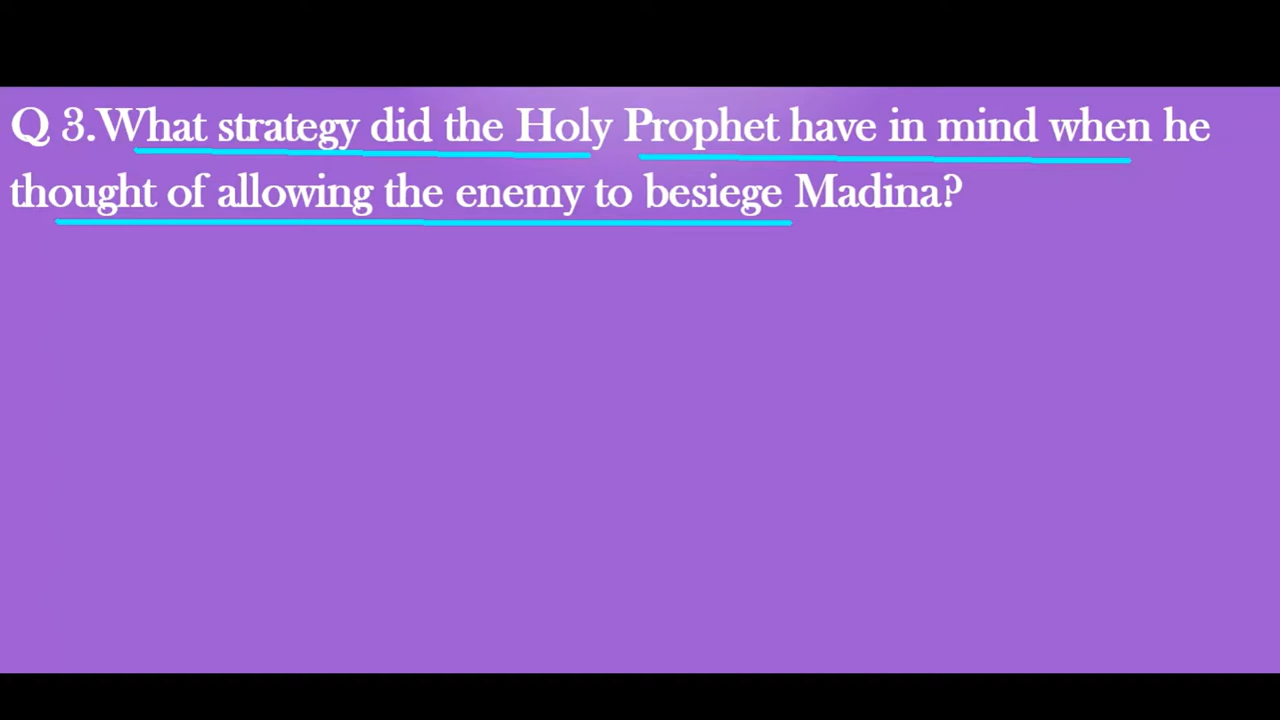 Q 3.What strategy did the Holy Prophet have in mind when he
thought of allowing the enemy to besiege Madina?